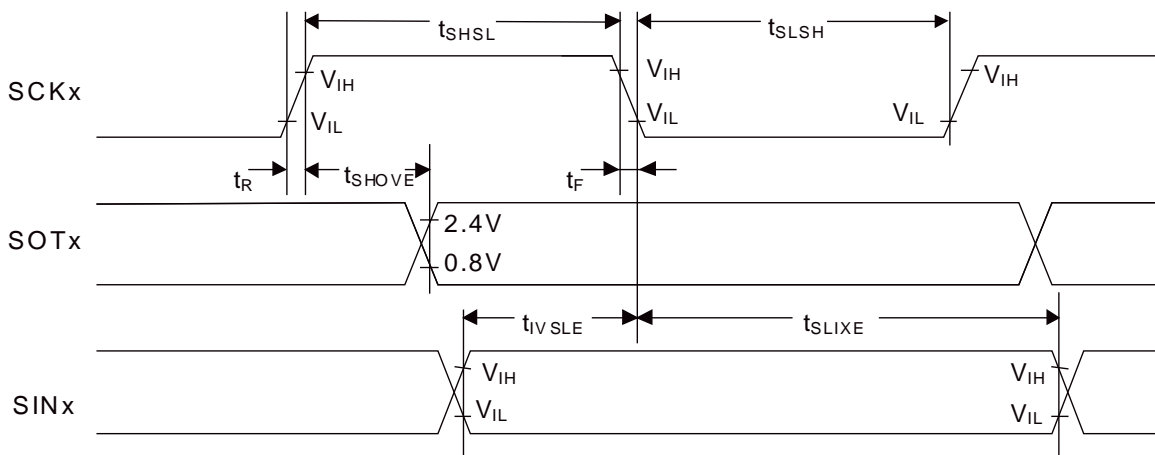 tSHSL
tSLSH
SCKx
VIH
VIL
VIH
VIL
VIL
VIH
tR
tSHOVE
tF
SOTx
2.4V
0.8V
tIVSLE
tSLIXE
SINx
VIH
VIL
VIH
VIL